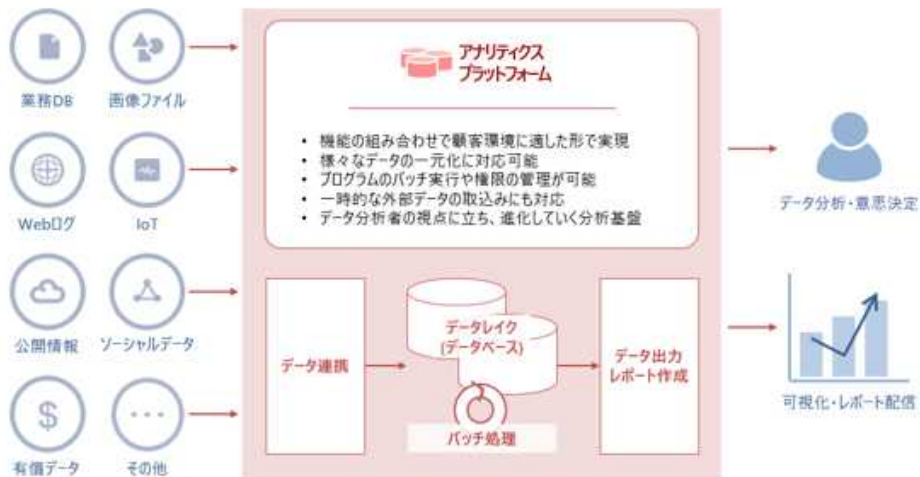 業務DB
画像ファイル
Webログ
IoT
公開情報
ソーシャルデータ
有償データ
その他
アナリティクス
プラットフォーム
• 機能の組み合わせで顧客環境に適した形で実現
• 様々なデータの一元化に対応可能
• プログラムのバッチ実行や権限の管理が可能
• 一時的な外部データの取込みにも対応
• データ分析者の視点に立ち、進化していく分析基盤
データ連携
データレイク
(データベース)
バッチ処理
データ出力
レポート作成
データ分析・意思決定
可視化・レポート配信